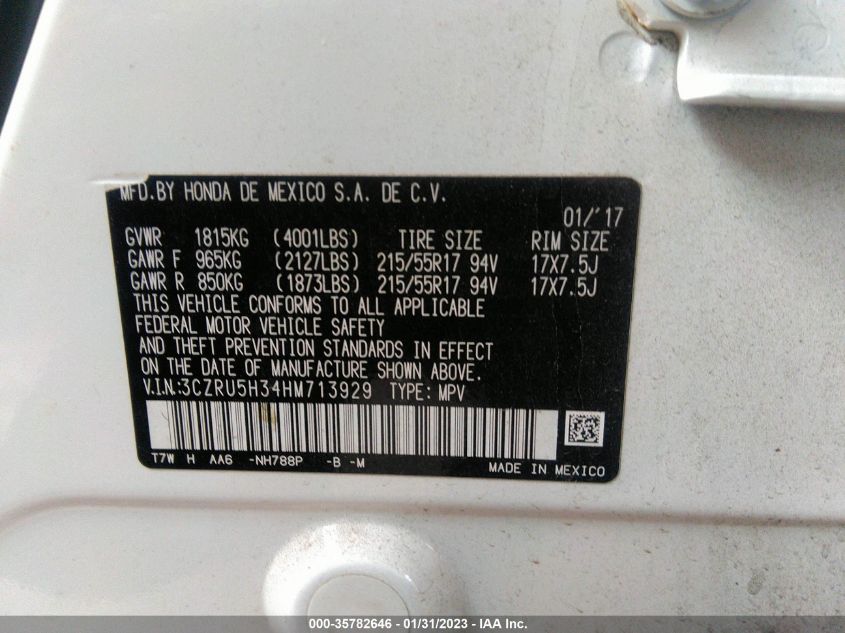 MFD.BY HONDA DE MEXICO S.A. DE C.V.
01/'17
GVWR 1815KG (4001LBS) TIRE SIZE RIM SIZE
GAWR F 965KG (2127LBS) 215/55R17 94V 17X7.5J
GAWR R 850KG (1873LBS) 215/55R17 94V 17X7.5J
THIS VEHICLE CONFORMS TO ALL APPLICABLE
FEDERAL MOTOR VEHICLE SAFETY
AND THEFT PREVENTION STANDARDS IN EFFECT
ON THE DATE OF MANUFACTURE SHOWN ABOVE.
V.I.N.:3CZRU5H34HM713929 TYPE: MPV
T7W H AA6 -NH788P -B -M MADE IN MEXICO
000-35782646 - 01/31/2023 - IAA Inc.